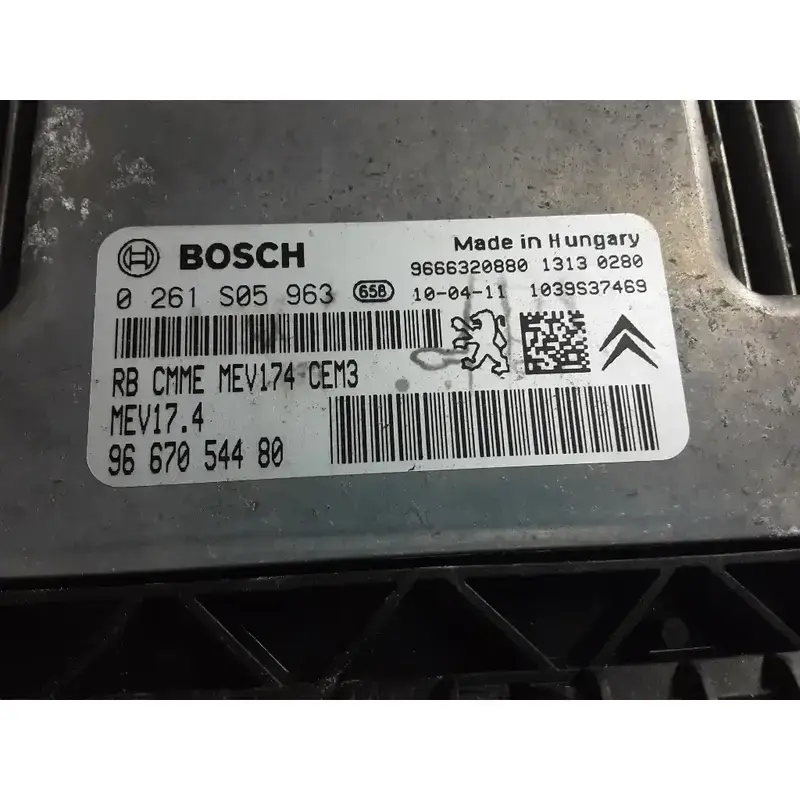 BOSCH
Made in Hungary
9666320880 1313 0280
0 261 S05 963 658 10-04-11 1039S37469
RB CMME MEV174 CEM3
MEV17.4
96 670 544 80